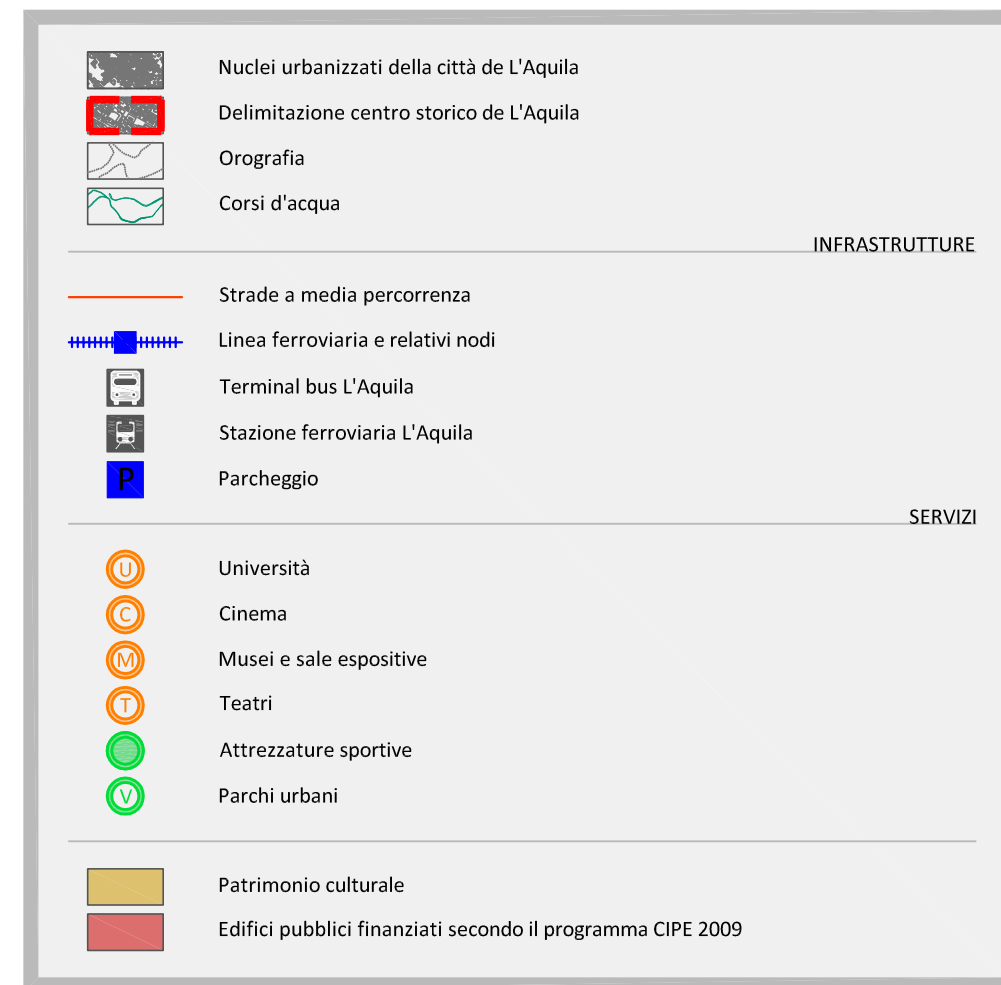 Nuclei urbanizzati della città de L'Aquila
Delimitazione centro storico de L'Aquila
Orografia
Corsi d'acqua
INFRASTRUTTURE
Strade a media percorrenza
Linea ferroviaria e relativi nodi
Terminal bus L'Aquila
Stazione ferroviaria L'Aquila
P Parcheggio
SERVIZI
U Università
C Cinema
M Musei e sale espositive
T Teatri
Attrezzature sportive
V Parchi urbani
Patrimonio culturale
Edifici pubblici finanziati secondo il programma CIPE 2009